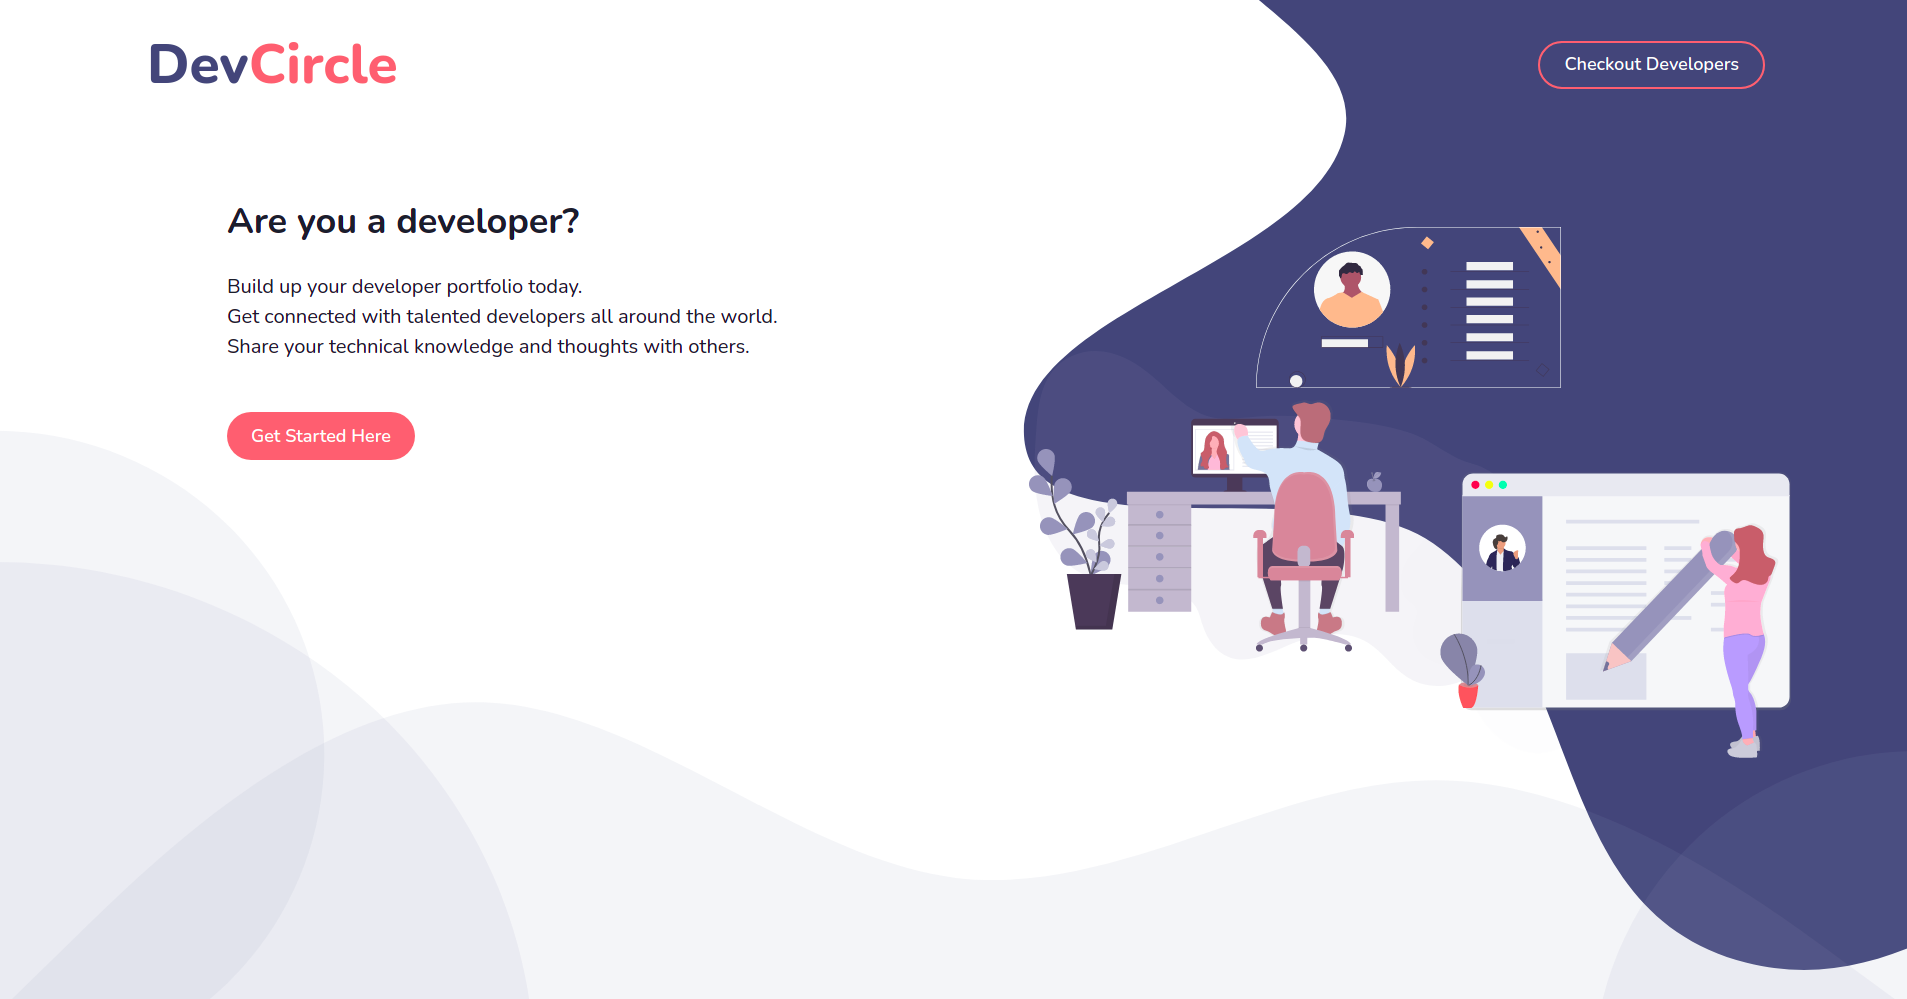 DevCircle
Checkout Developers
Are you a developer?
Build up your developer portfolio today.
Get connected with talented developers all around the world.
Share your technical knowledge and thoughts with others.
Get Started Here